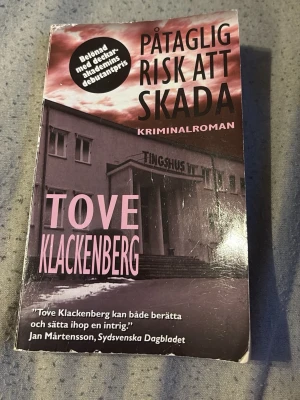 Belönad
med deckar-
akademins
debutantpris
PÅTAGLIG
RISK ATT
SKADA
KRIMINALROMAN
TINGSHUSET
TOVE
KLACKENBERG
"Tove Klackenberg kan både berätta
och sätta ihop en intrig."
Jan Mårtensson, Sydsvenska Dagbladet